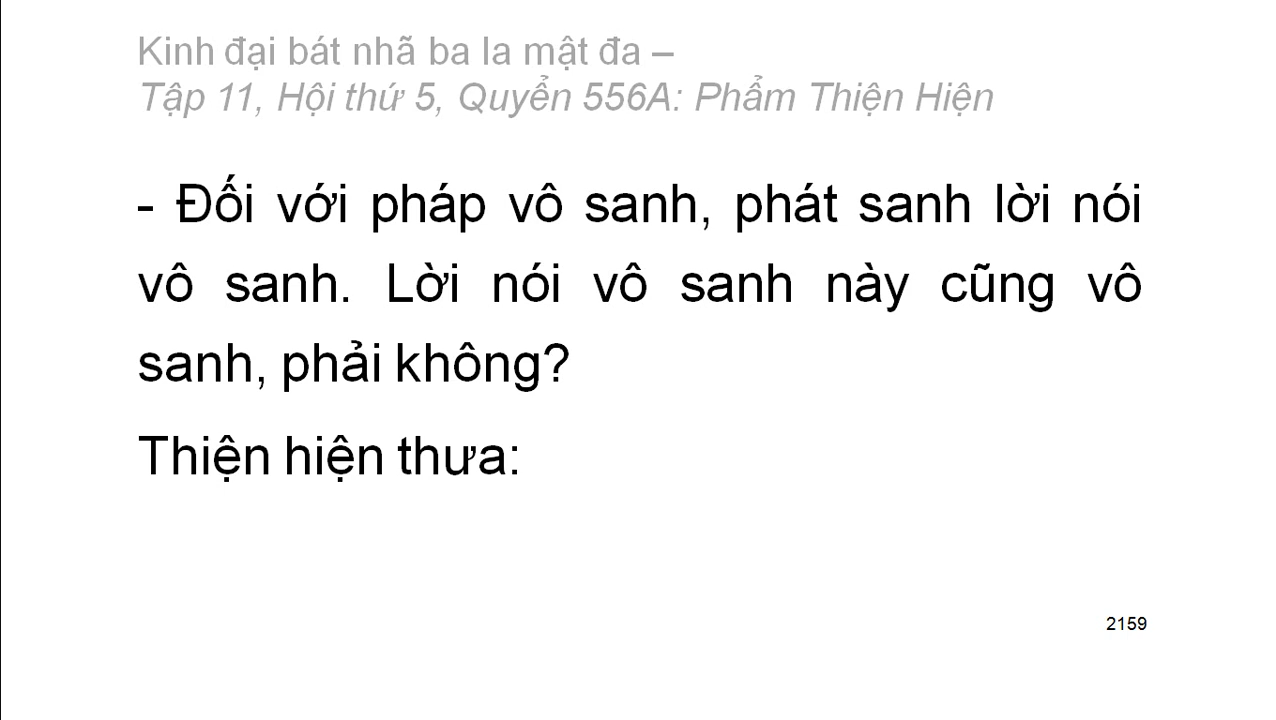 Kinh đại bát nhã ba la mật đa –
Tập 11, Hội thứ 5, Quyển 556A: Phẩm Thiện Hiện
- Đối với pháp vô sanh, phát sanh lời nói
vô sanh. Lời nói vô sanh này cũng vô
sanh, phải không?
Thiện hiện thưa:
2159